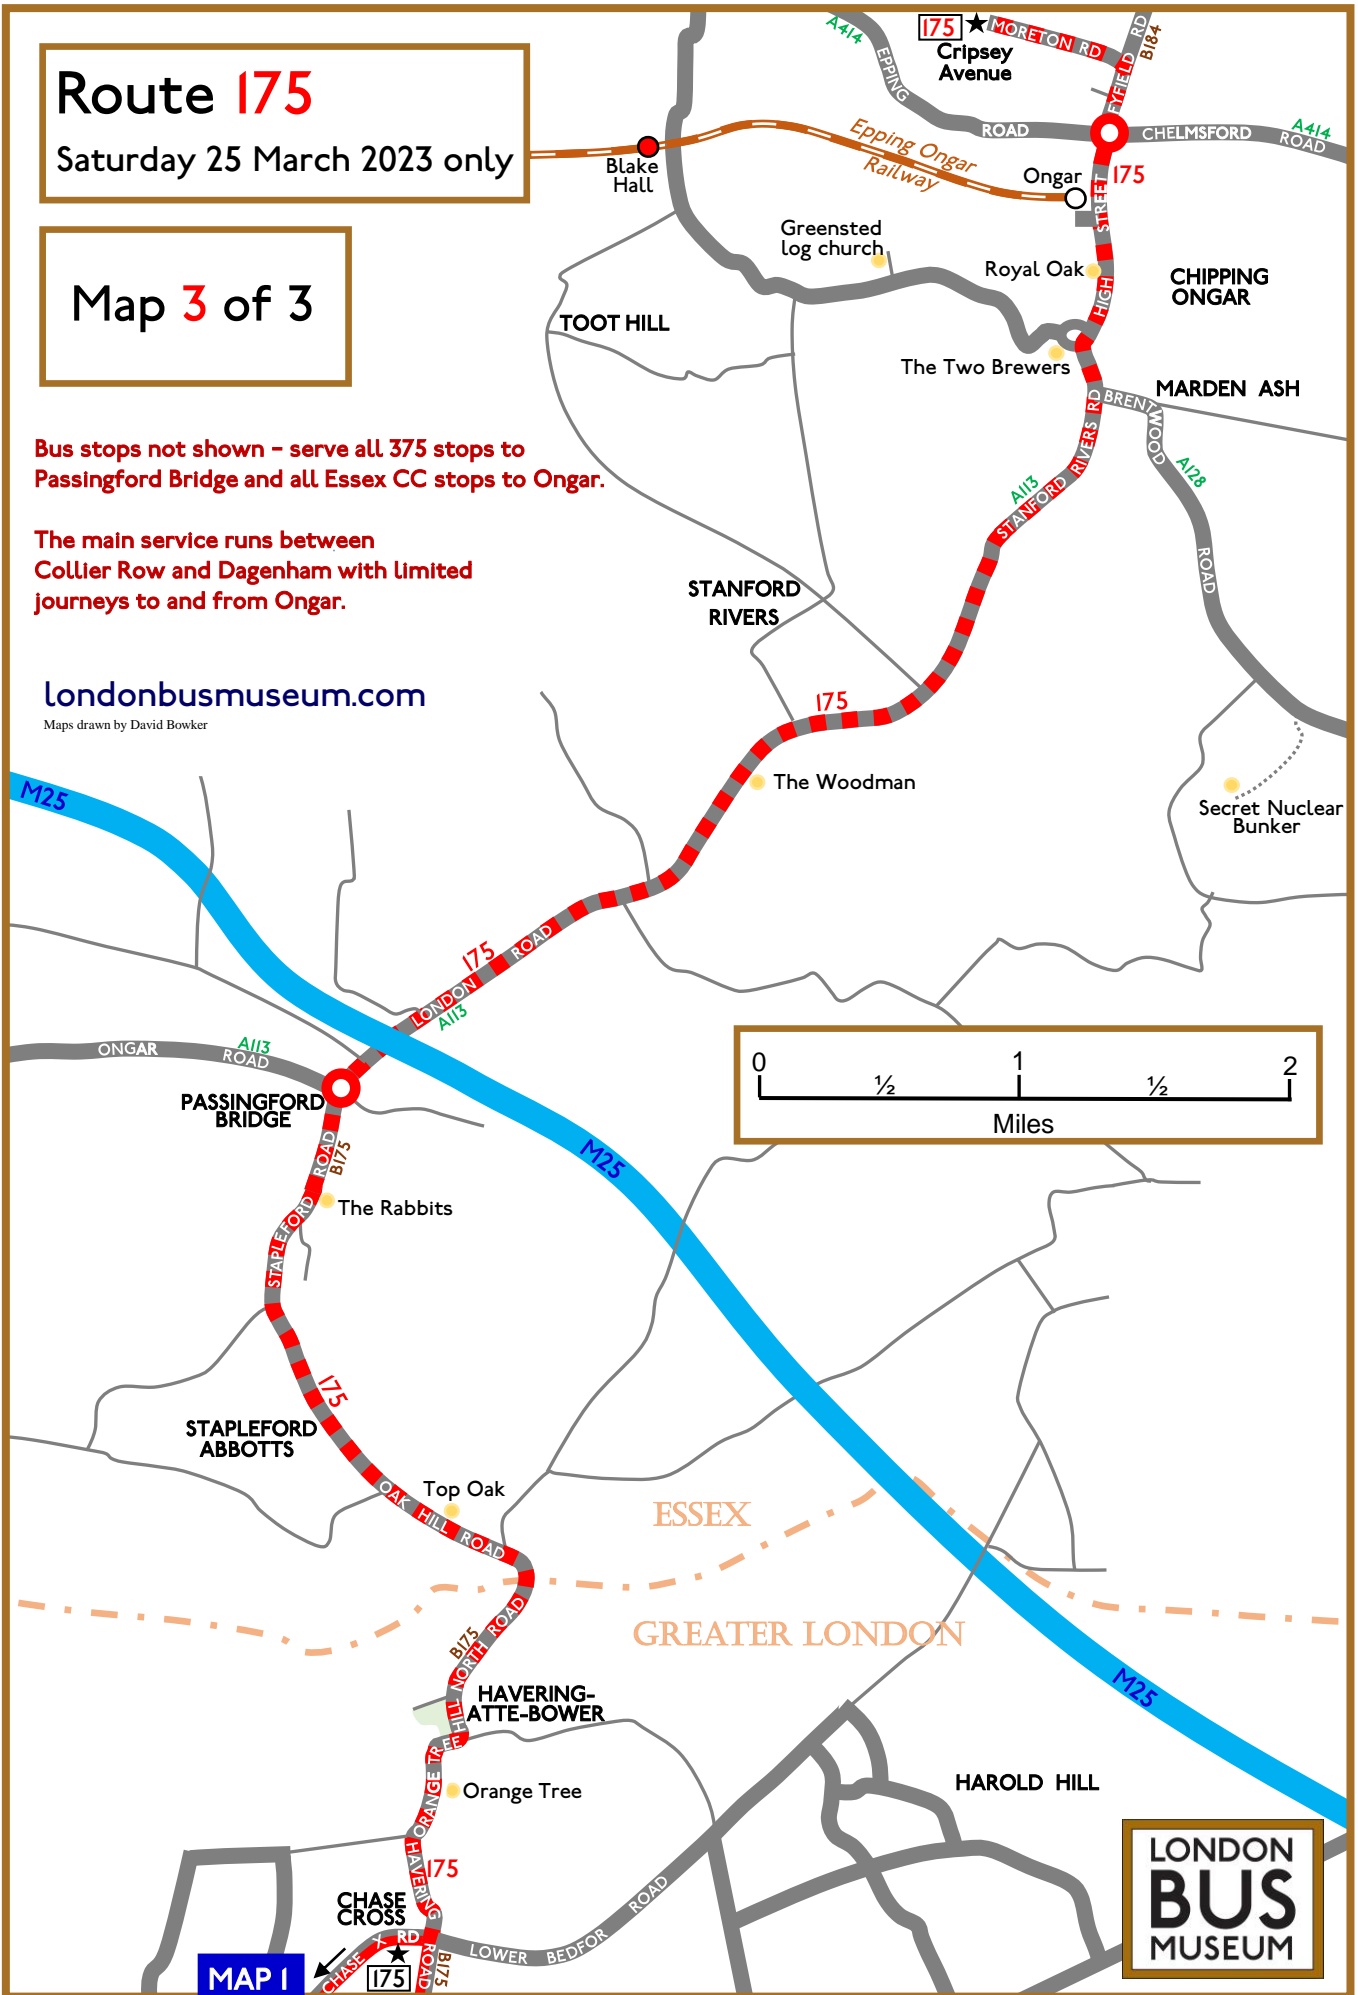 Route 175
Saturday 25 March 2023 only
Map 3 of 3
Bus stops not shown – serve all 375 stops to
Passingford Bridge and all Essex CC stops to Ongar.
The main service runs between
Collier Row and Dagenham with limited
journeys to and from Ongar.
londonbusmuseum.com
Maps drawn by David Bowker
A414
EPPING
ROAD
175
Cripsey
Avenue
MORETON RD
FYFIELD RD
B184
CHELMSFORD
ROAD
A414
Blake
Hall
Epping Ongar
Railway
Ongar
175
HIGH STREET
Greensted
log church
Royal Oak
CHIPPING
ONGAR
TOOT HILL
The Two Brewers
MARDEN ASH
BRENTWOOD
ROAD
A128
A113
STANFORD RIVERS RD
STANFORD
RIVERS
175
The Woodman
Secret Nuclear
Bunker
M25
175
LONDON ROAD
A113
ONGAR
ROAD
A113
PASSINGFORD
BRIDGE
0
½
1
½
2
Miles
M25
STAPLEFORD ROAD
B175
The Rabbits
175
STAPLEFORD
ABBOTTS
Top Oak
OAK HILL ROAD
ESSEX
GREATER LONDON
NORTH ROAD
B175
M25
HAVERING-
ATTE-BOWER
ORANGE TREE HILL
Orange Tree
HAROLD HILL
175
HAVERING ROAD
CHASE
CROSS
CHASE X RD
175
B175
LOWER BEDFOR ROAD
MAP 1
LONDON
BUS
MUSEUM